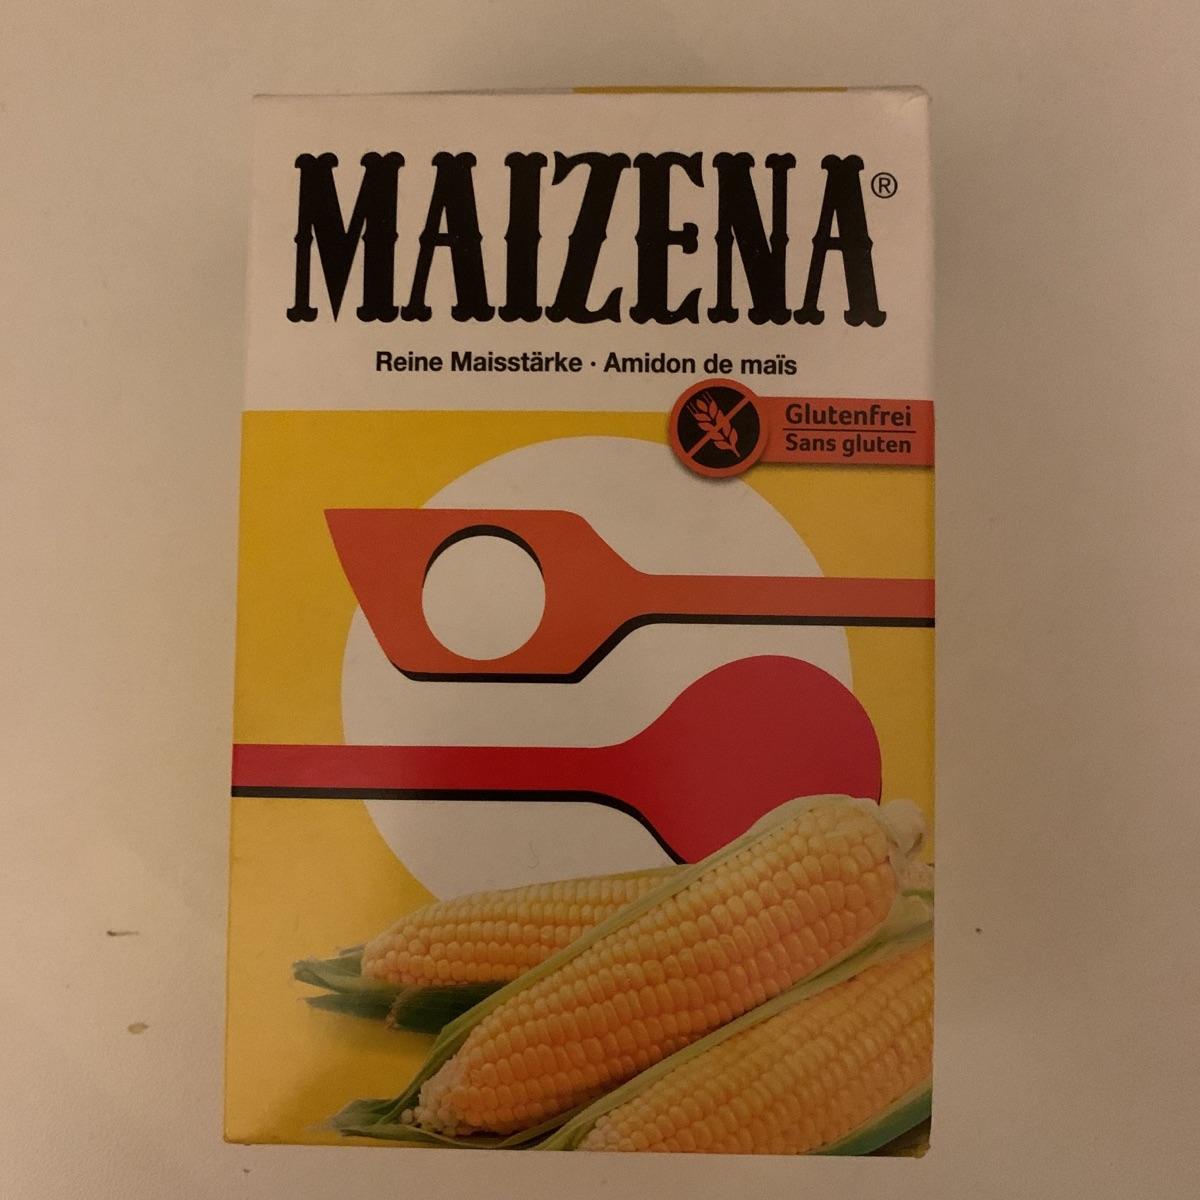 MAIZENA®
Reine Maisstärke · Amidon de maïs
Glutenfrei
Sans gluten